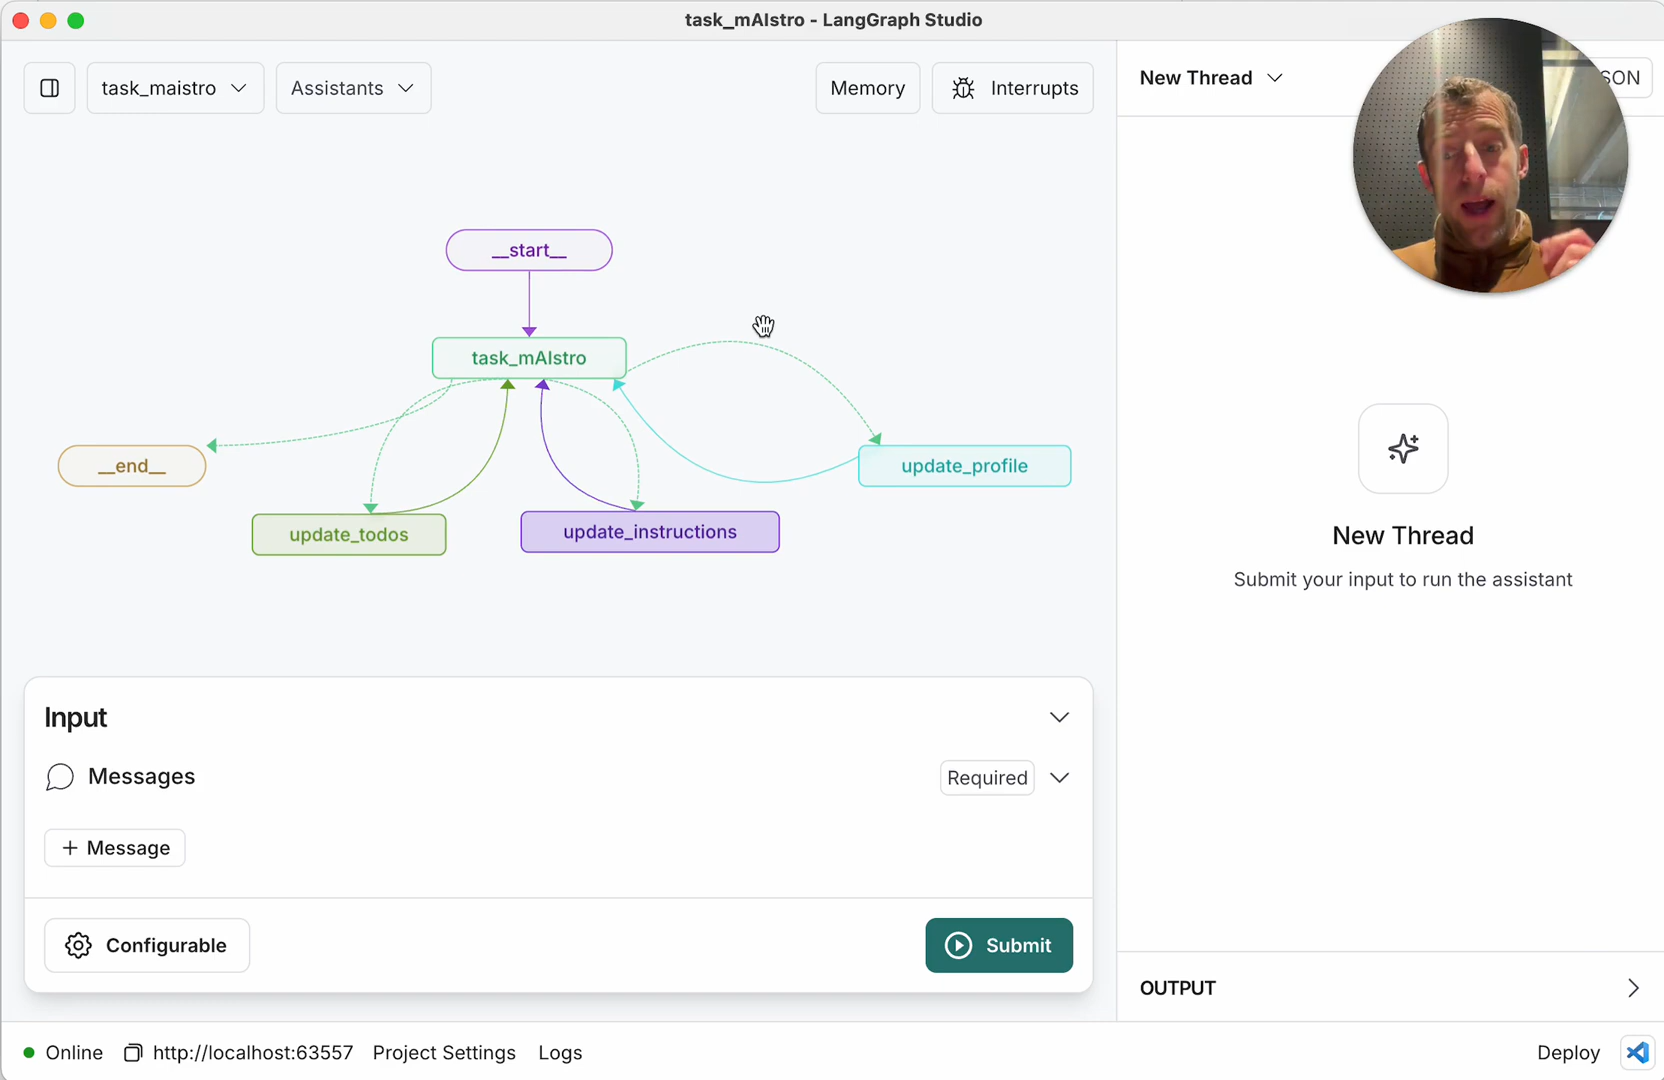 task_mAIstro - LangGraph Studio
task_maistro
Assistants
Memory
Interrupts
New Thread
SON
__start__
task_mAIstro
__end__
update_profile
update_todos
update_instructions
New Thread
Submit your input to run the assistant
Input
Messages
Required
+ Message
Configurable
Submit
OUTPUT
Online
http://localhost:63557
Project Settings
Logs
Deploy